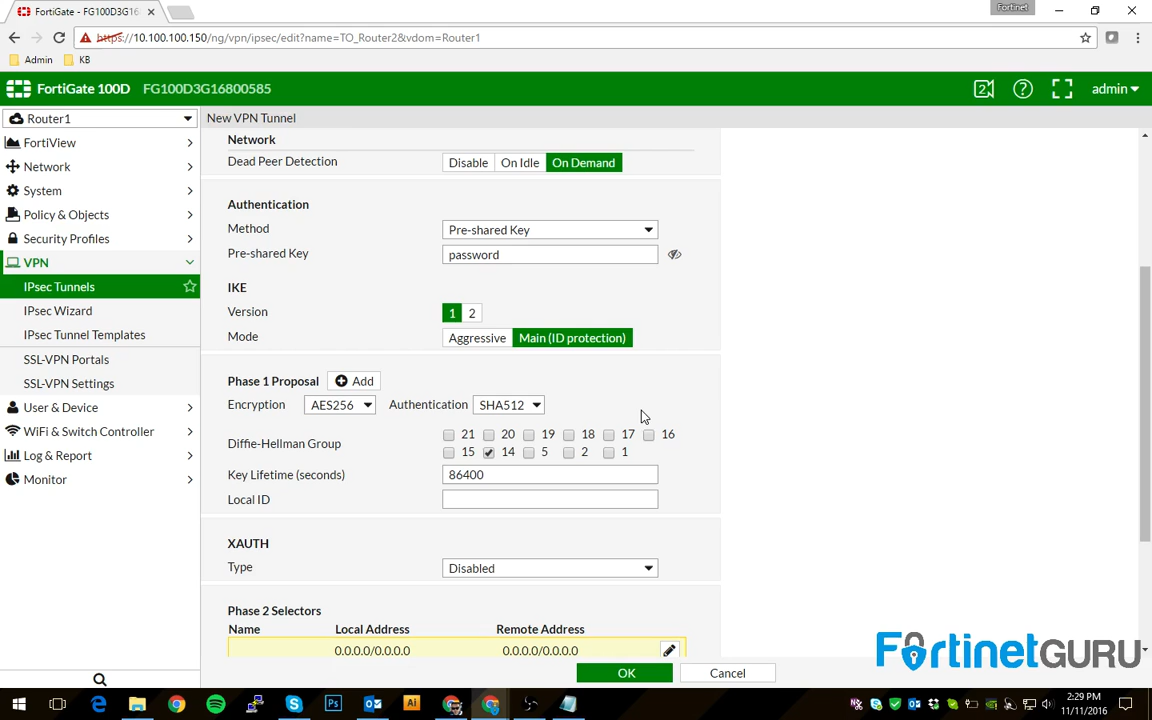 FortiGate - FG100D3G16
Fortinet
https://10.100.100.150/ng/vpn/ipsec/edit?name=TO_Router2&vdom=Router1
Admin KB
FortiGate 100D FG100D3G16800585
2 ? admin
Router1
New VPN Tunnel
FortiView
Network
System
Policy & Objects
Security Profiles
VPN
IPsec Tunnels
IPsec Wizard
IPsec Tunnel Templates
SSL-VPN Portals
SSL-VPN Settings
User & Device
WiFi & Switch Controller
Log & Report
Monitor
Network
Dead Peer Detection Disable On Idle On Demand
Authentication
Method Pre-shared Key
Pre-shared Key password
IKE
Version 1 2
Mode Aggressive Main (ID protection)
Phase 1 Proposal Add
Encryption AES256 Authentication SHA512
Diffie-Hellman Group
21 20 19 18 17 16
15 14 5 2 1
Key Lifetime (seconds) 86400
Local ID
XAUTH
Type Disabled
Phase 2 Selectors
Name Local Address Remote Address
0.0.0.0/0.0.0.0 0.0.0.0/0.0.0.0
OK Cancel
FortinetGURU
2:29 PM
11/11/2016